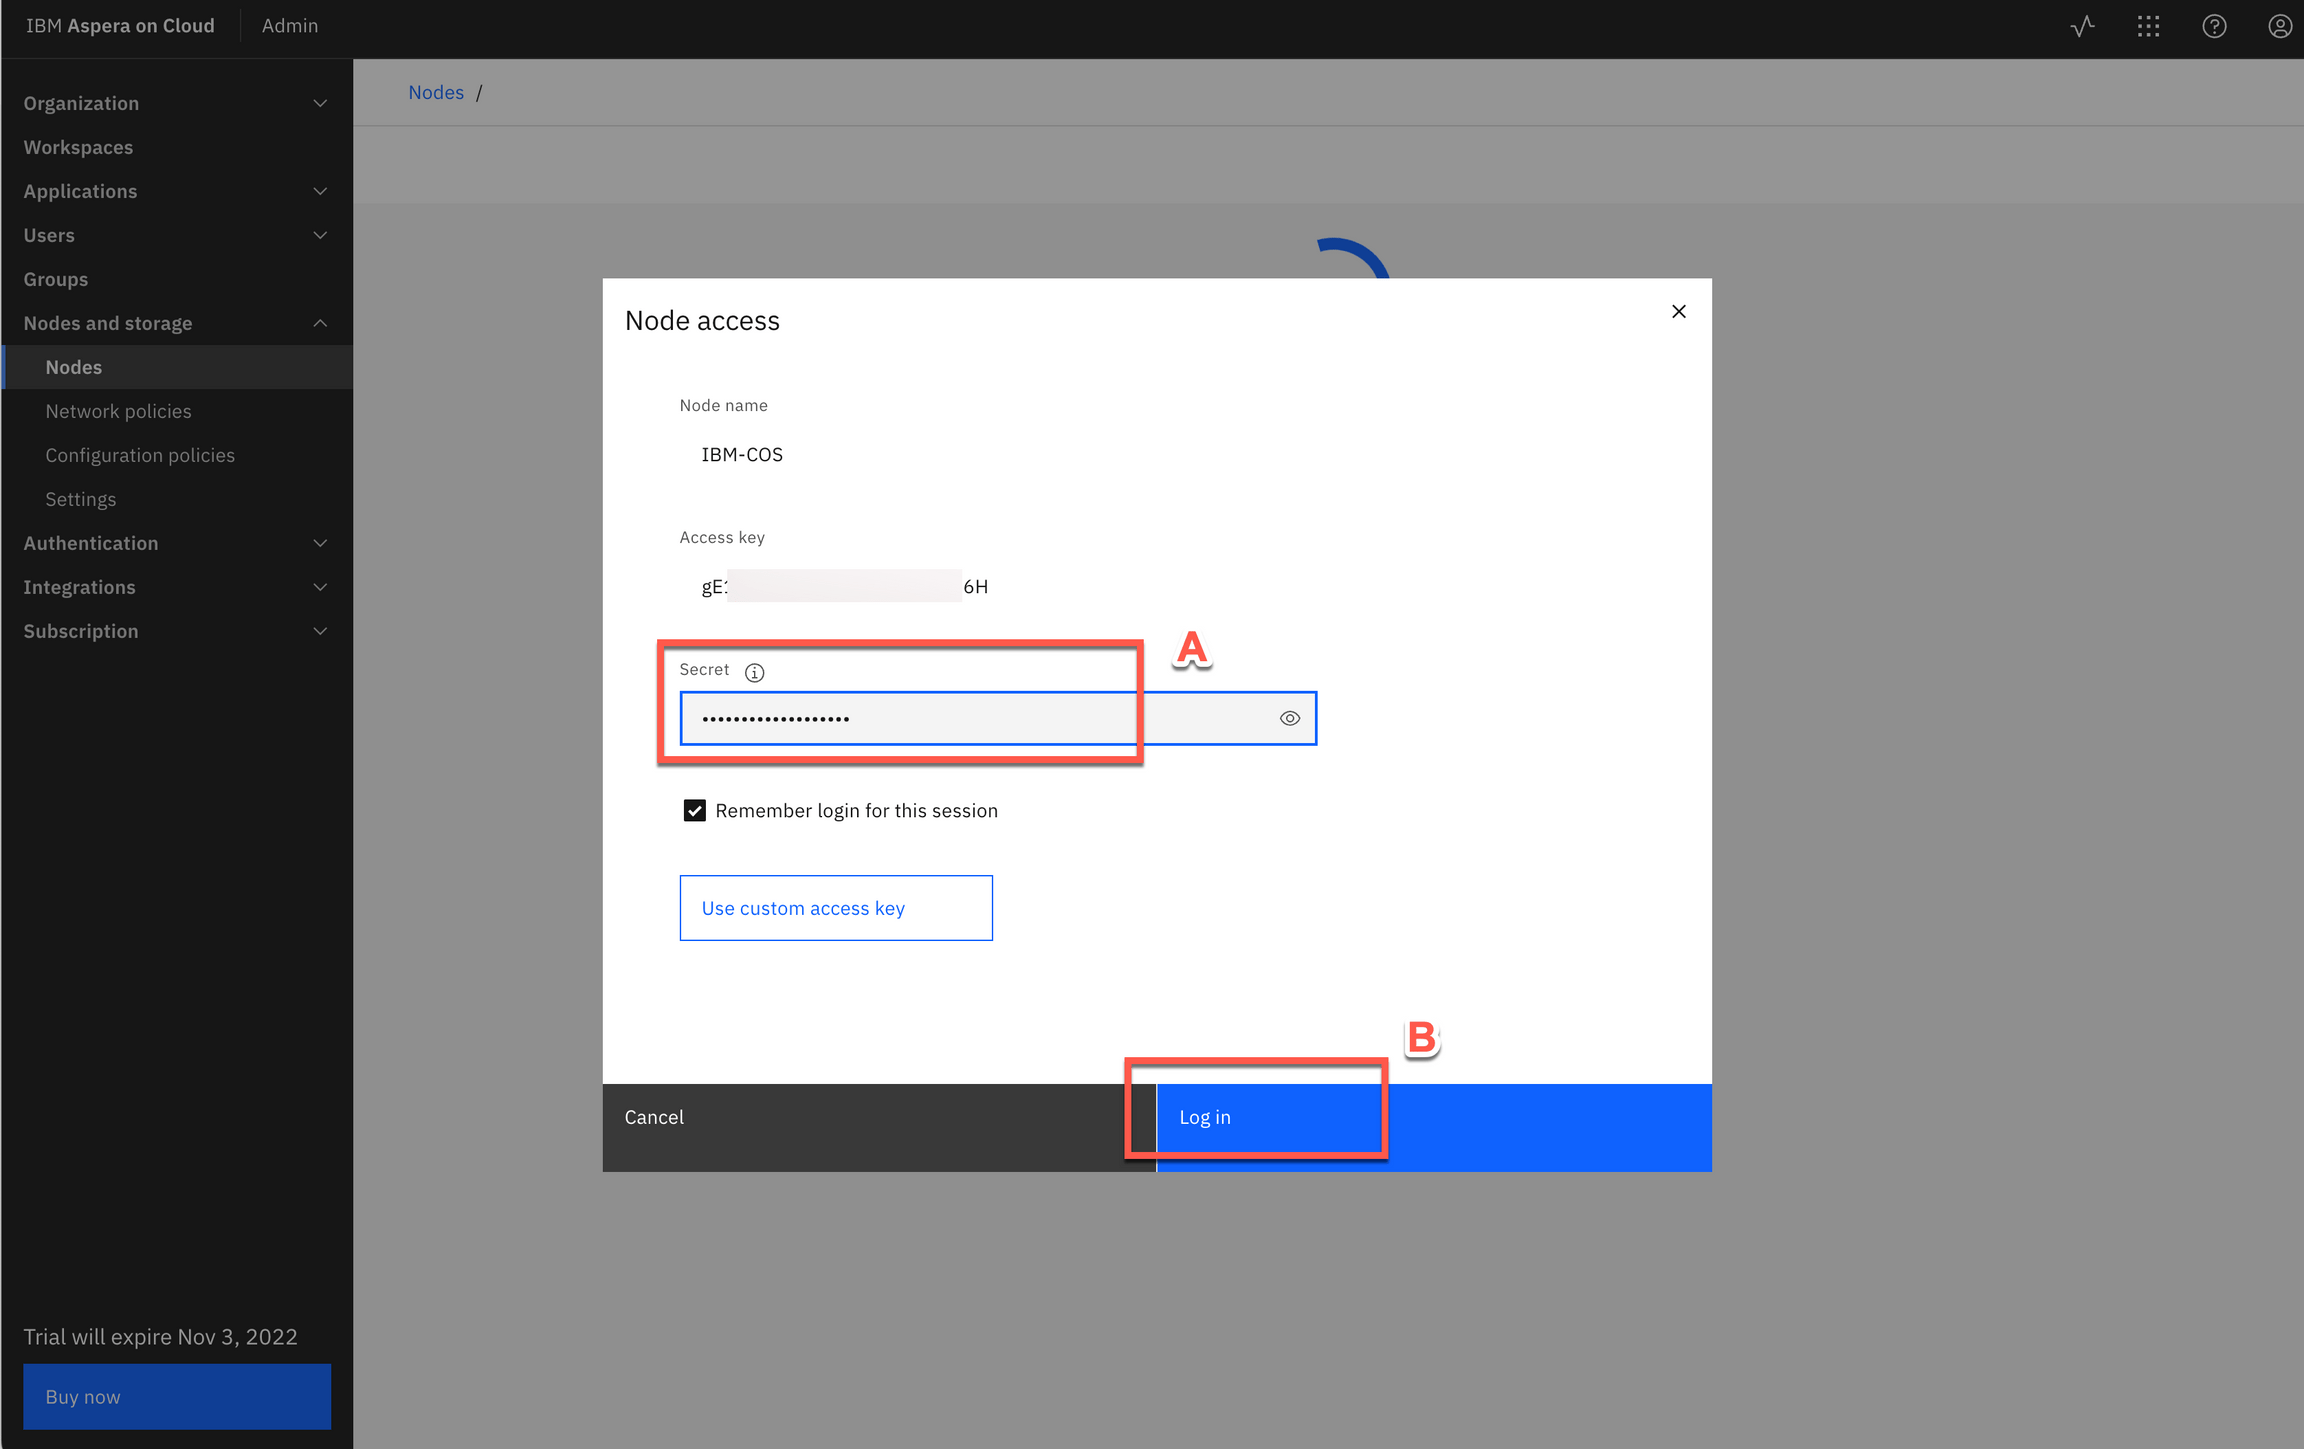 IBM Aspera on Cloud
Admin
Organization
Workspaces
Applications
Users
Groups
Nodes and storage
Nodes
Network policies
Configuration policies
Settings
Authentication
Integrations
Subscription
Trial will expire Nov 3, 2022
Buy now
Nodes /
Node access
Node name
IBM-COS
Access key
gE1 6H
Secret
•••••••••••••••••••
A
Remember login for this session
Use custom access key
B
Cancel
Log in